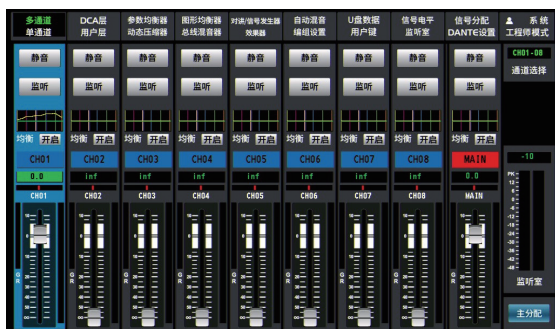 多通道 DCA层 参数均衡器 图形均衡器 对讲/信号发生器 自动混音 U盘数据 信号电平 信号分配 系统
单通道 用户层 动态压缩器 总线混音器 效果器 编组设置 用户键 监听室 DANTE设置 工程师模式
静音 静音 静音 静音 静音 静音 静音 静音 静音 CH01-08
通道选择
监听 监听 监听 监听 监听 监听 监听 监听 监听
均衡 开启 均衡 开启 均衡 开启 均衡 开启 均衡 开启 均衡 开启 均衡 开启 均衡 开启 均衡 开启
CH01 CH02 CH03 CH04 CH05 CH06 CH07 CH08 MAIN -10
0.0 inf inf inf inf inf inf inf 0.0
CH01 CH02 CH03 CH04 CH05 CH06 CH07 CH08 MAIN
监听室
主分配